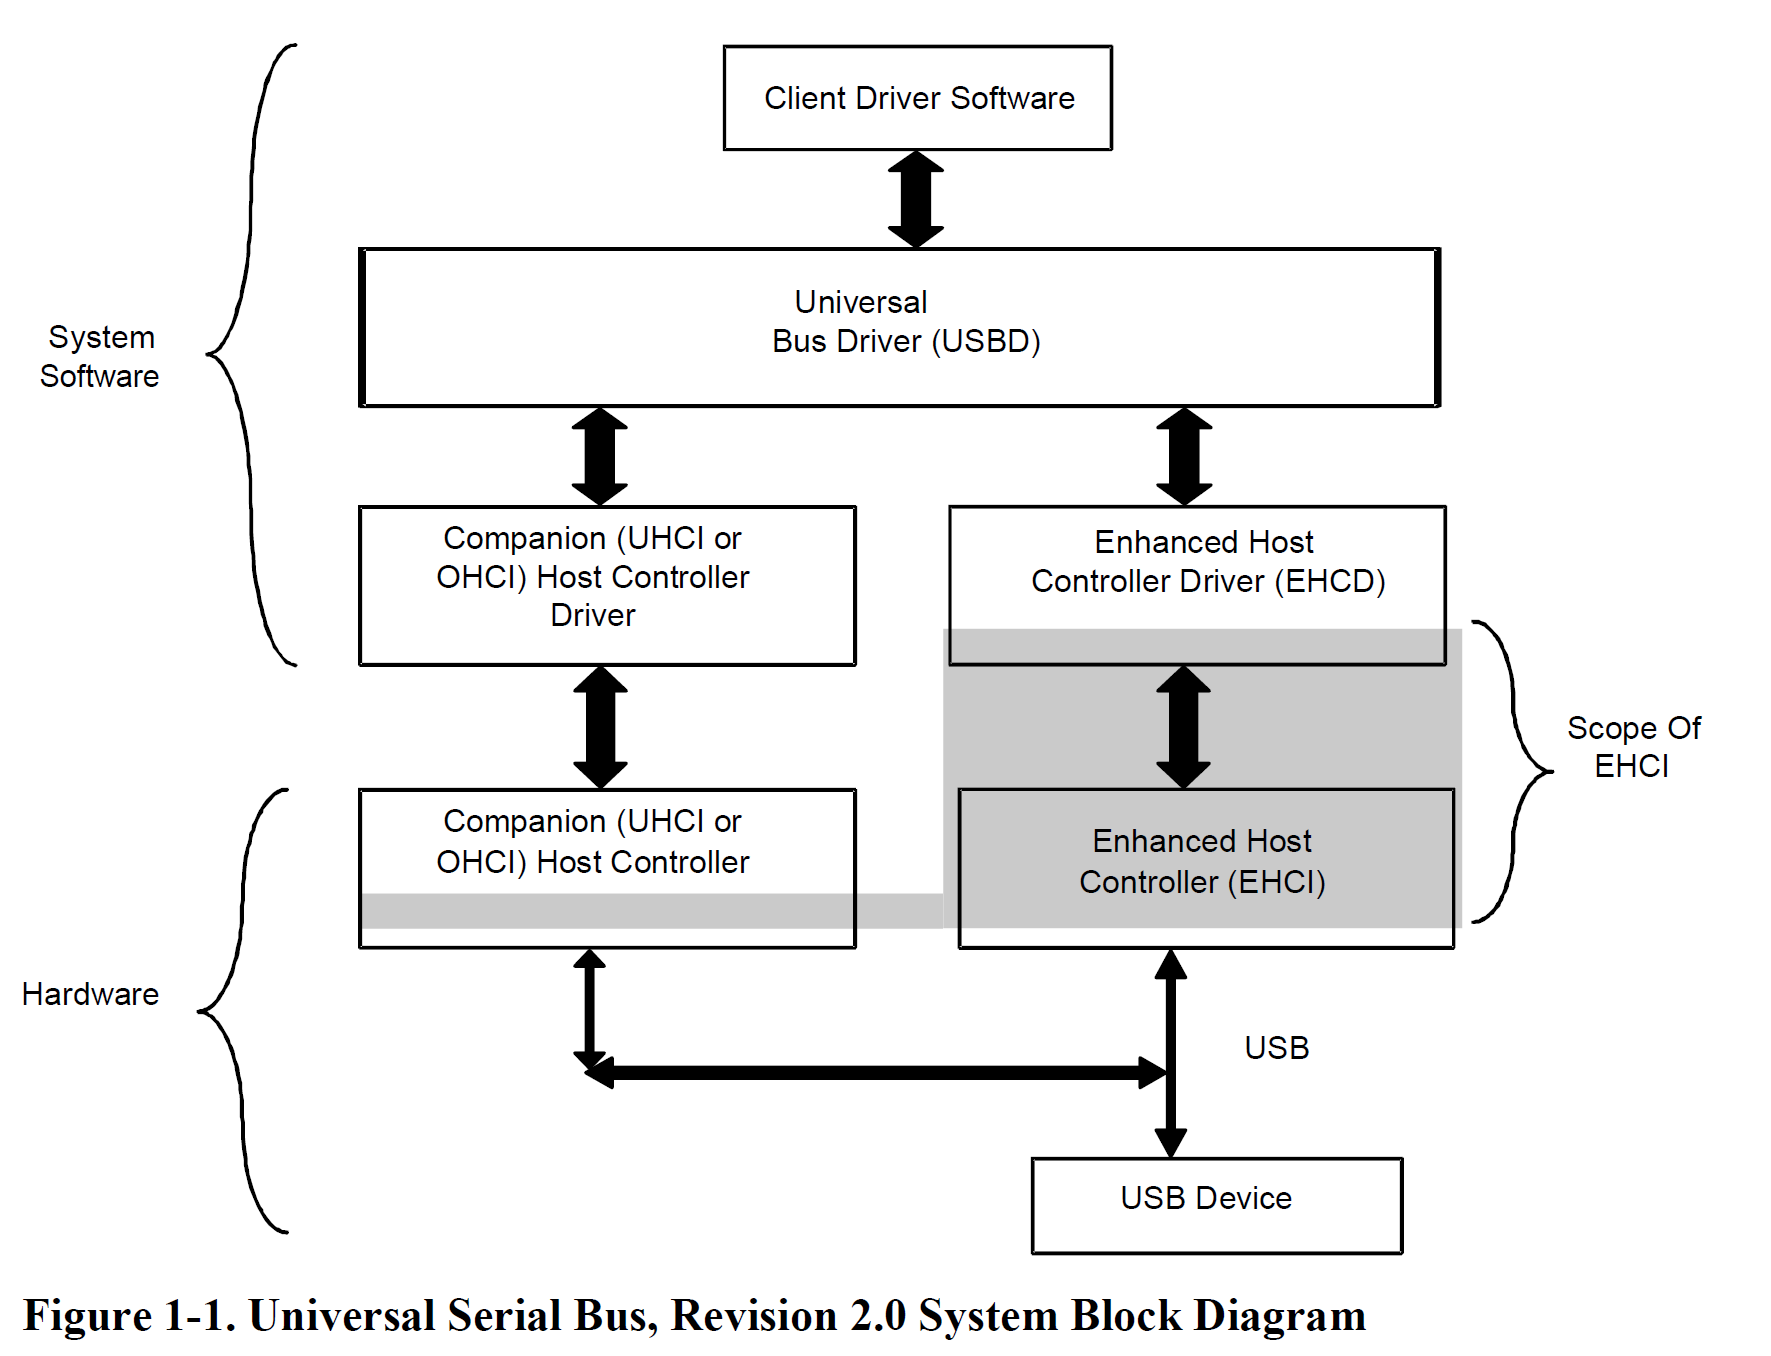 Client Driver Software
Universal
Bus Driver (USBD)
System
Software
Companion (UHCI or
OHCI) Host Controller
Driver
Enhanced Host
Controller Driver (EHCD)
Scope Of
EHCI
Companion (UHCI or
OHCI) Host Controller
Enhanced Host
Controller (EHCI)
Hardware
USB
USB Device
Figure 1-1. Universal Serial Bus, Revision 2.0 System Block Diagram